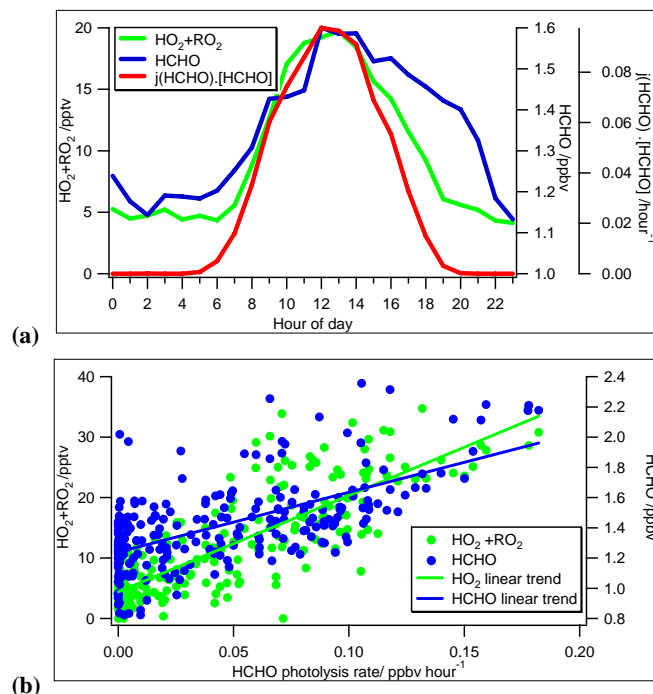 20
15
10
5
0
HO2+RO2 /pptv
HO2+RO2
HCHO
j(HCHO).[HCHO]
1.6
1.5
1.4
1.3
1.2
1.1
1.0
HCHO /ppbv
0.08
0.06
0.04
0.02
0.00
j(HCHO) .[HCHO] /hour-1
0 2 4 6 8 10 12 14 16 18 20 22
Hour of day
(a)
40
30
20
10
0
HO2+RO2 /pptv
2.4
2.2
2.0
1.8
1.6
1.4
1.2
1.0
0.8
HCHO /ppbv
HO2 +RO2
HCHO
HO2 linear trend
HCHO linear trend
0.00 0.05 0.10 0.15 0.20
HCHO photolysis rate/ ppbv hour-1
(b)